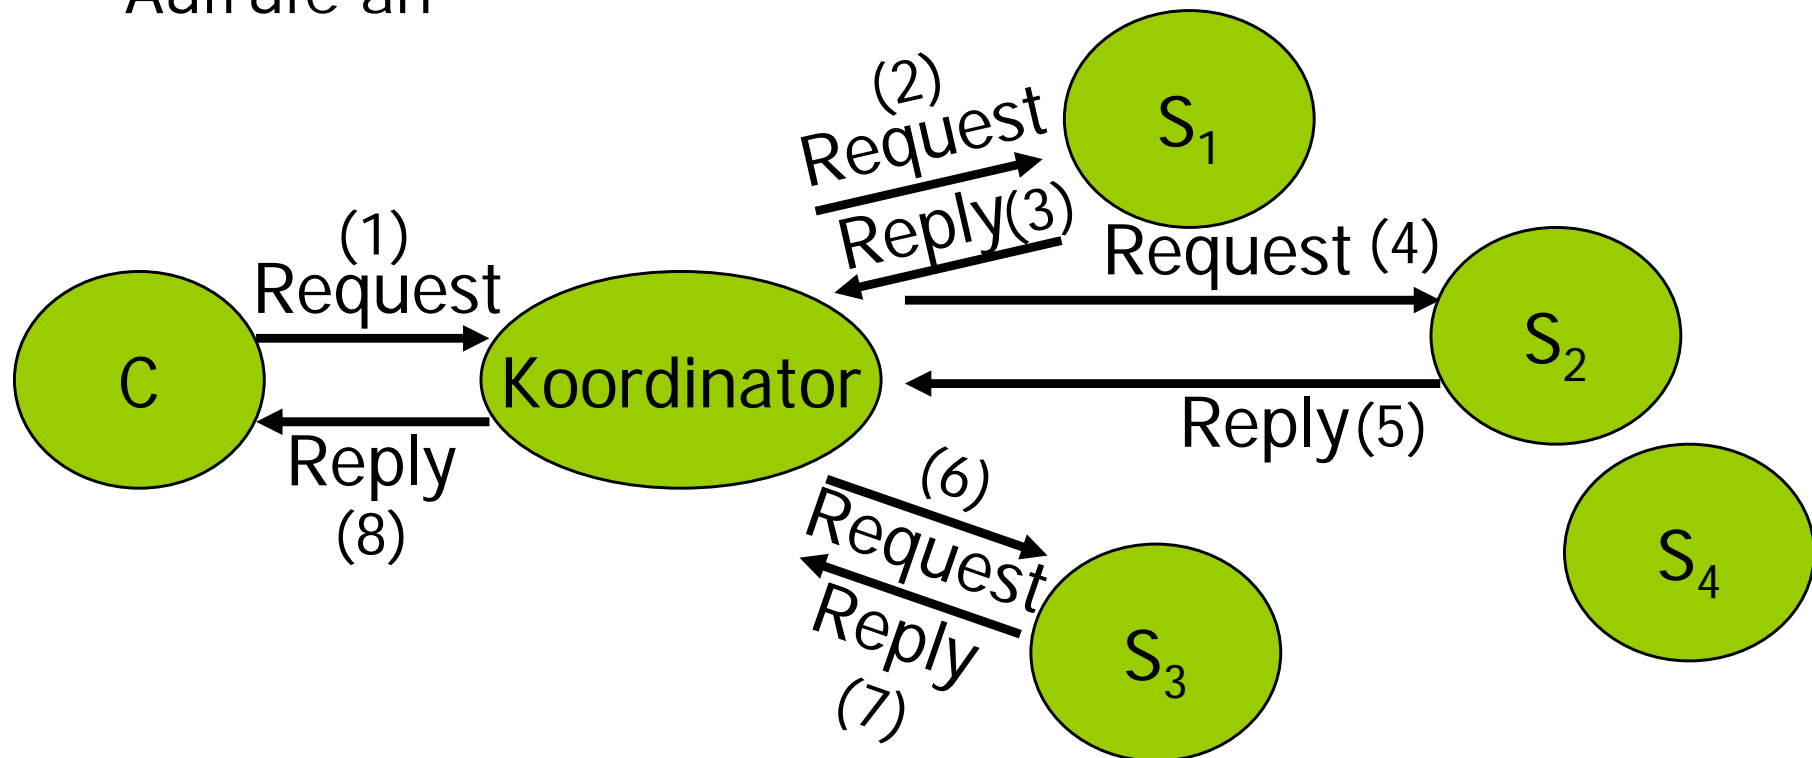 (2)
Request
S1
Reply(3)
(1)
Request
Request (4)
C
Koordinator
S2
Reply
(8)
Reply(5)
(6)
Request
S4
Reply
(7)
S3